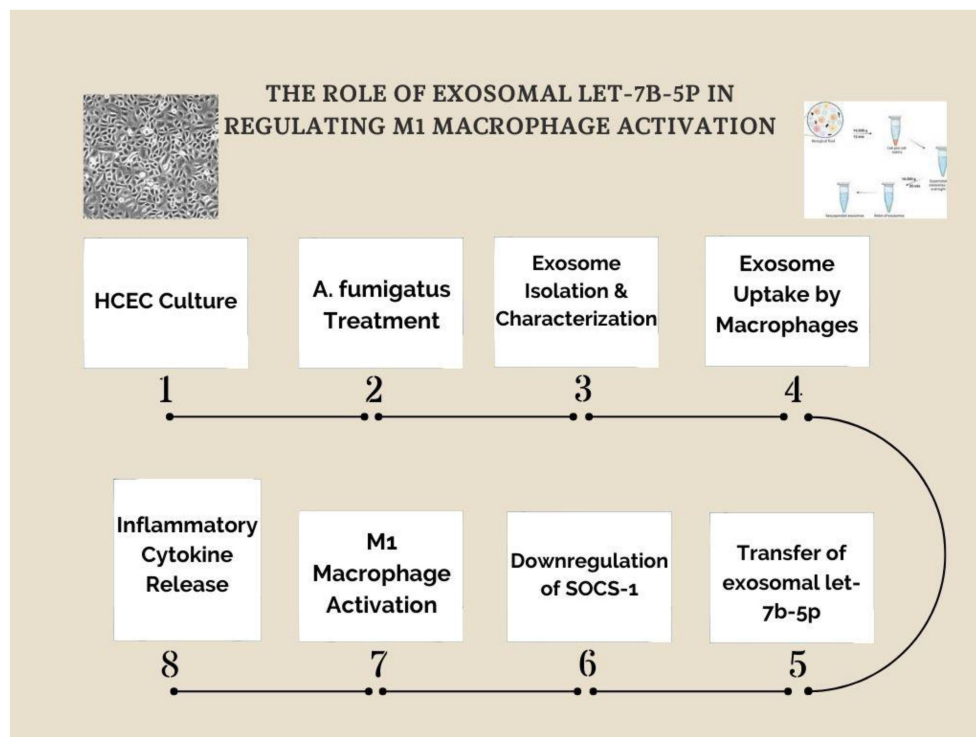 THE ROLE OF EXOSOMAL LET-7B-5P IN
REGULATING M1 MACROPHAGE ACTIVATION
Biological fluid
HCEC Culture
A. fumigatus
Treatment
Exosome
Isolation &
Characterization
Exosome
Uptake by
Macrophages
1
2
3
4
Inflammatory
Cytokine
Release
M1
Macrophage
Activation
Downregulation
of SOCS-1
Transfer of
exosomal let-
7b-5p
8
7
6
5